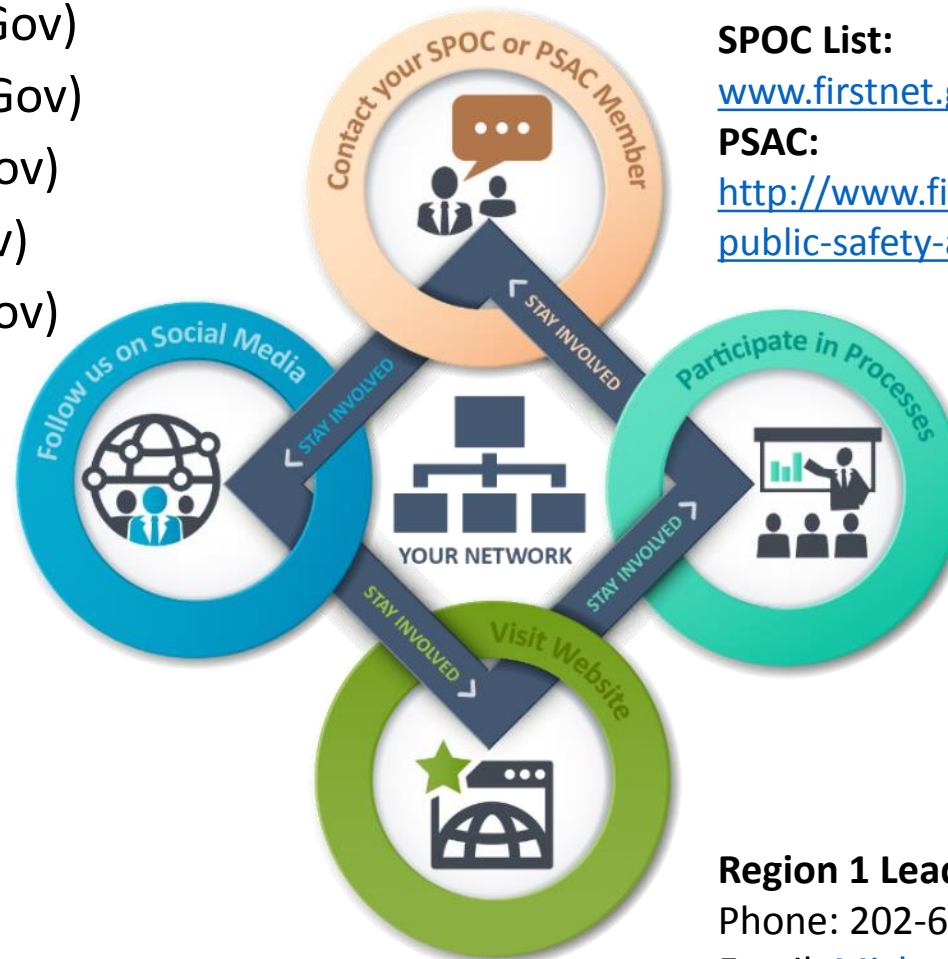 Gov)
Gov)
ov)
v)
ov)
SPOC List:
www.firstnet.
PSAC:
http://www.fi
public-safety-
Contact your SPOC or PSAC Member
Follow us on Social Media
Participate in Processes
Visit Website
< STAY INVOLVED
< STAY INVOLVED
STAY INVOLVED >
STAY INVOLVED >
YOUR NETWORK
Region 1 Lead
Phone: 202-6